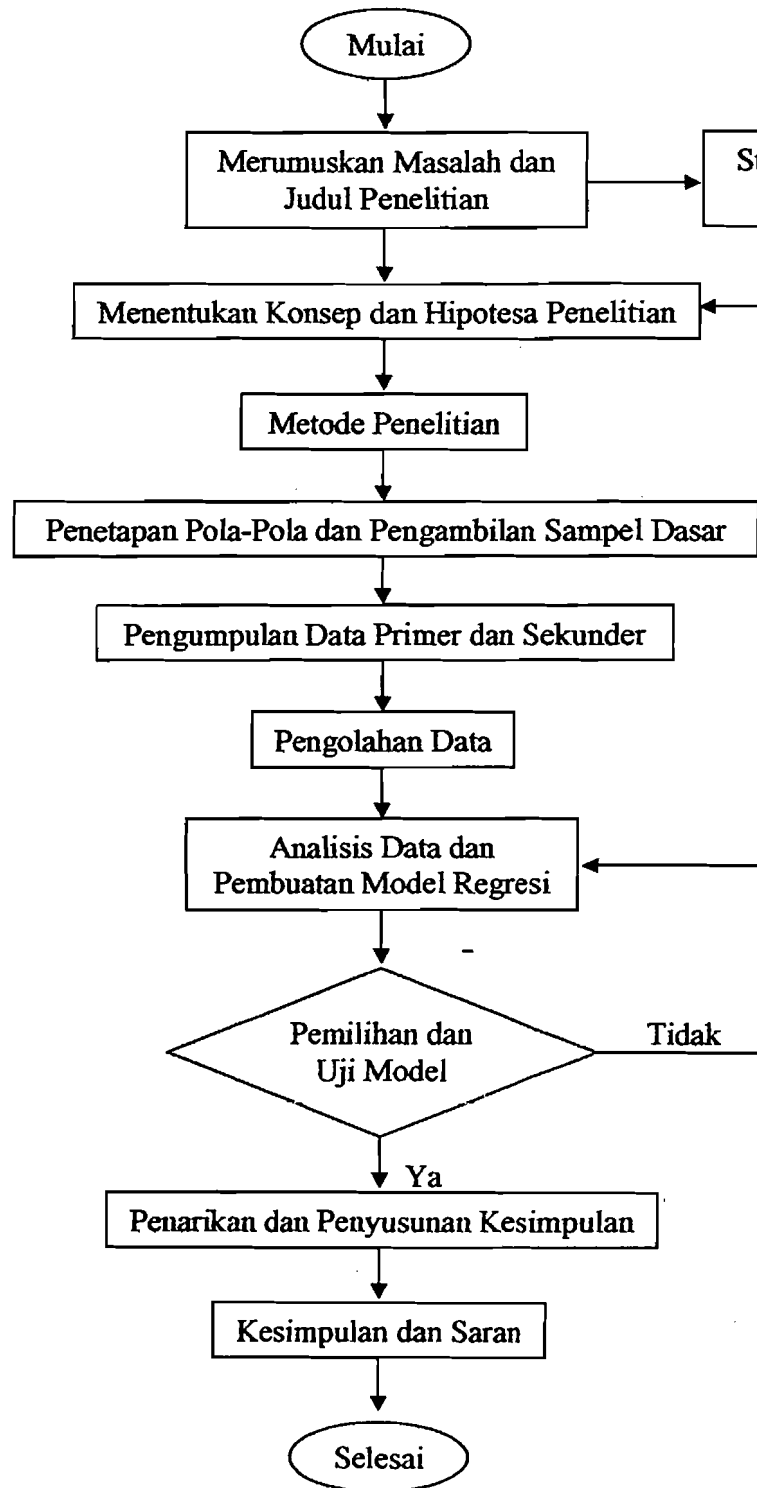 Mulai
Merumuskan Masalah dan
Judul Penelitian
Menentukan Konsep dan Hipotesa Penelitian
Metode Penelitian
Penetapan Pola-Pola dan Pengambilan Sampel Dasar
Pengumpulan Data Primer dan Sekunder
Pengolahan Data
Analisis Data dan
Pembuatan Model Regresi
Pemilihan dan
Uji Model
Tidak
Ya
Penarikan dan Penyusunan Kesimpulan
Kesimpulan dan Saran
Selesai